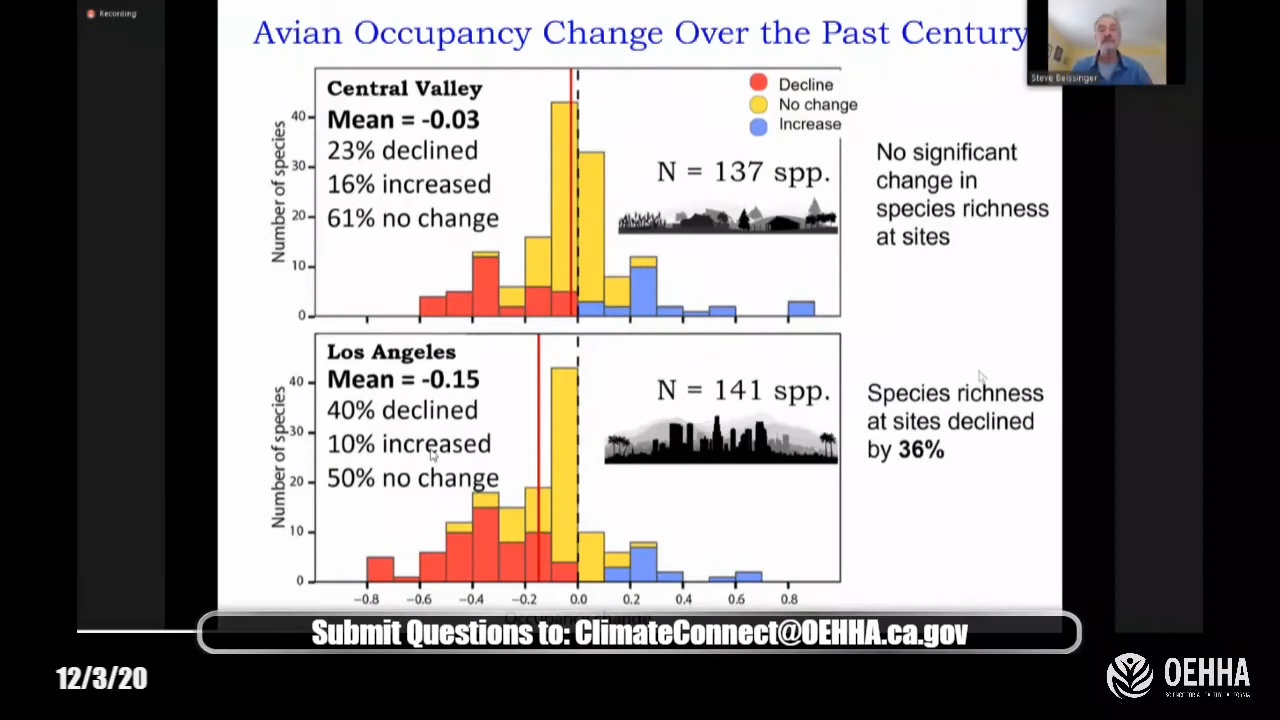 Recording
Avian Occupancy Change Over the Past Century
Steve Beissinger
Central Valley
Mean = -0.03
23% declined
16% increased
61% no change
Decline
No change
Increase
N = 137 spp.
No significant
change in
species richness
at sites
Number of species
40
30
20
10
0
Los Angeles
Mean = -0.15
40% declined
10% increased
50% no change
N = 141 spp.
Species richness
at sites declined
by 36%
Number of species
40
30
20
10
0
−0.8 −0.6 −0.4 −0.2 0.0 0.2 0.4 0.6 0.8
Submit Questions to: ClimateConnect@OEHHA.ca.gov
12/3/20
OEHHA